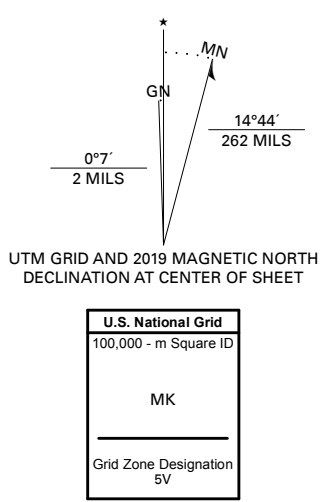 ★
MN
GN
14°44´
262 MILS
0°7´
2 MILS
UTM GRID AND 2019 MAGNETIC NORTH
DECLINATION AT CENTER OF SHEET
U.S. National Grid
100,000 - m Square ID
MK
Grid Zone Designation
5V